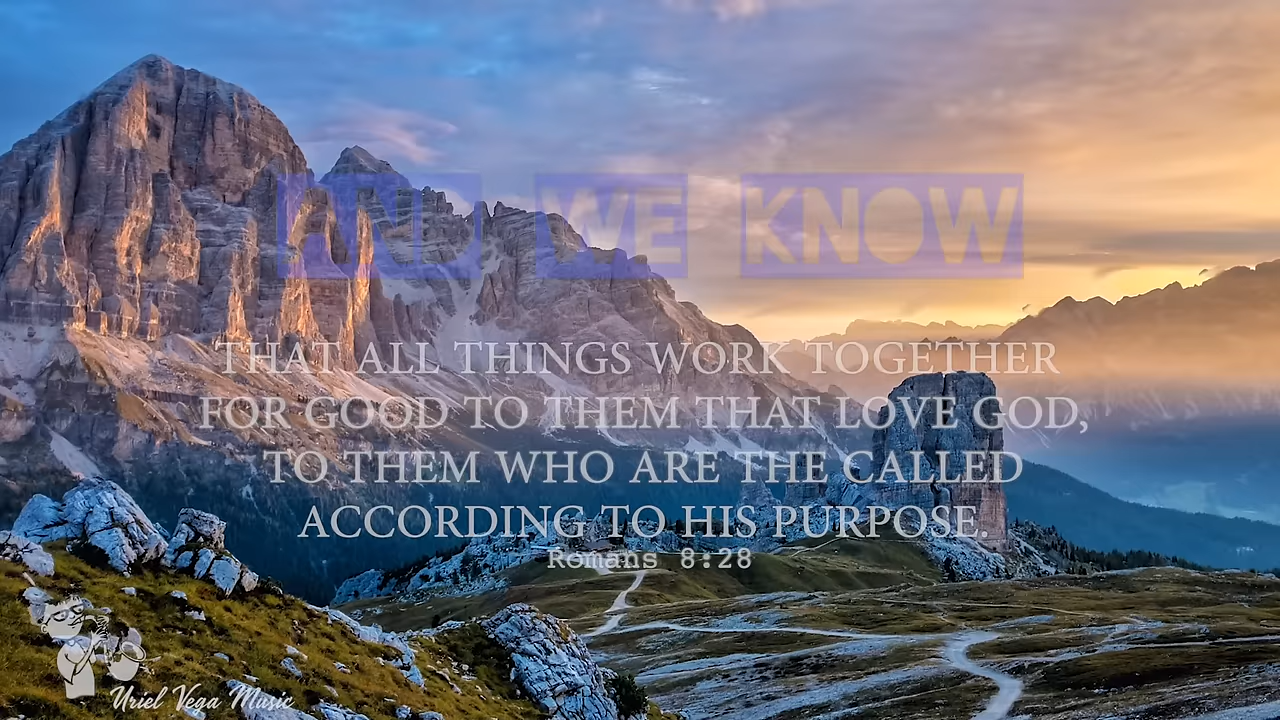 AND WE KNOW
THAT ALL THINGS WORK TOGETHER
FOR GOOD TO THEM THAT LOVE GOD,
TO THEM WHO ARE THE CALLED
ACCORDING TO HIS PURPOSE.
Romans 8:28
Uriel Vega Music